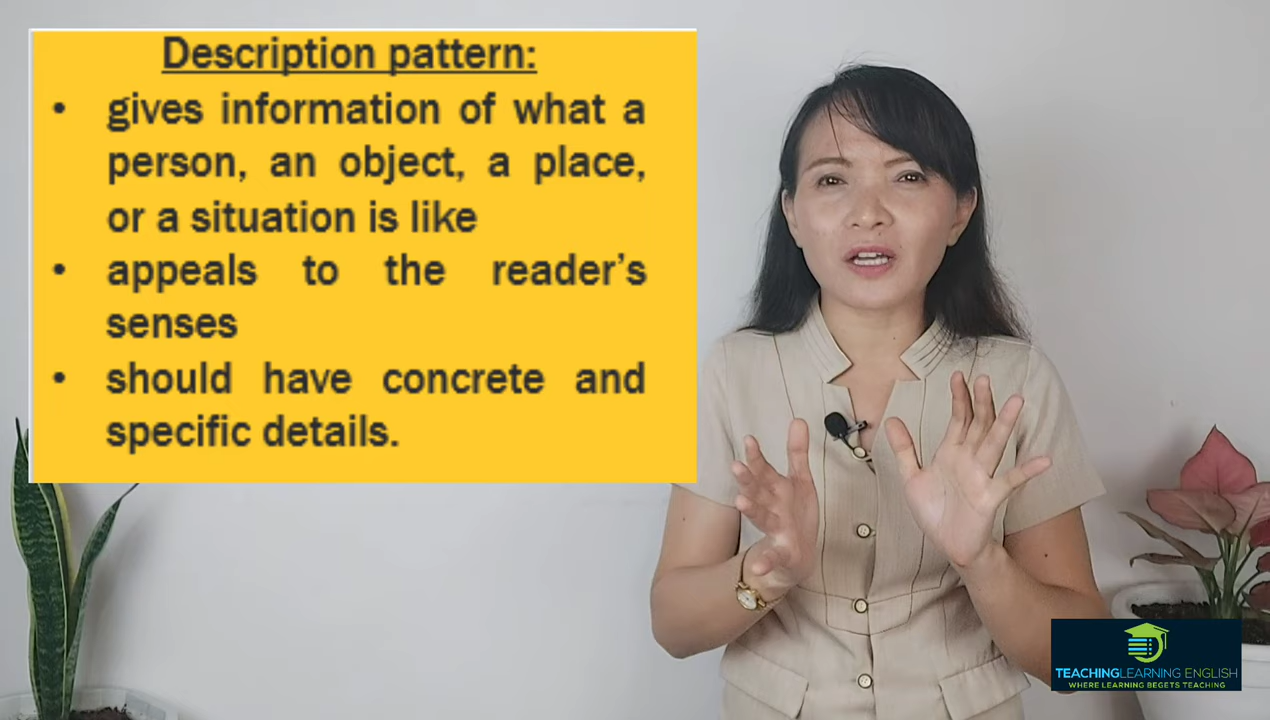 Description pattern:
• gives information of what a
person, an object, a place,
or a situation is like
• appeals to the reader’s
senses
• should have concrete and
specific details.
TEACHINGLEARNING ENGLISH
WHERE LEARNING BEGETS TEACHING